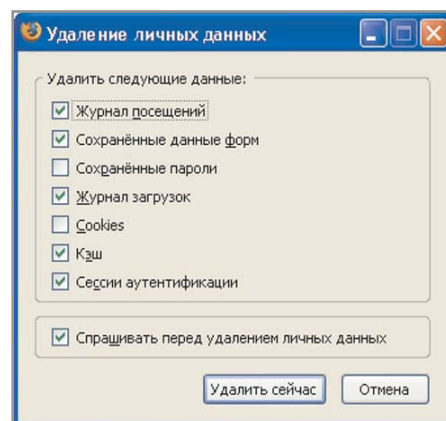 Удаление личных данных
Удалить следующие данные:
Журнал посещений
Сохранённые данные форм
Сохранённые пароли
Журнал загрузок
Cookies
Кэш
Сессии аутентификации
Спрашивать перед удалением личных данных
Удалить сейчас
Отмена